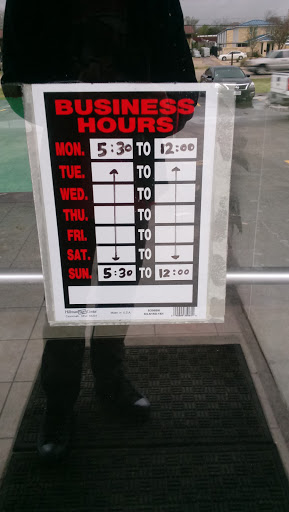 BUSINESS
HOURS
MON. 5:30 TO 12:00
TUE. TO
WED. TO
THU. TO
FRI. TO
SAT. TO
SUN. 5:30 TO 12:00